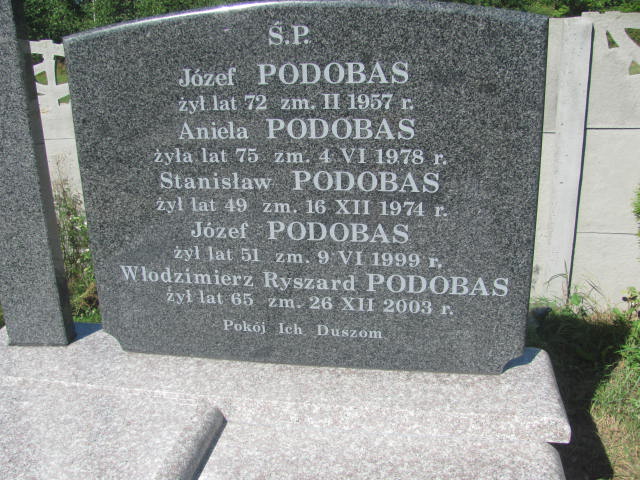 Ś.P.
Józef PODOBAS
żył lat 72 zm. II 1957 r.
Aniela PODOBAS
żyła lat 75 zm. 4 VI 1978 r.
Stanisław PODOBAS
żył lat 49 zm. 16 XII 1974 r.
Józef PODOBAS
żył lat 51 zm. 9 VI 1999 r.
Włodzimierz Ryszard PODOBAS
żył lat 65 zm. 26 XII 2003 r.
Pokój Ich Duszom